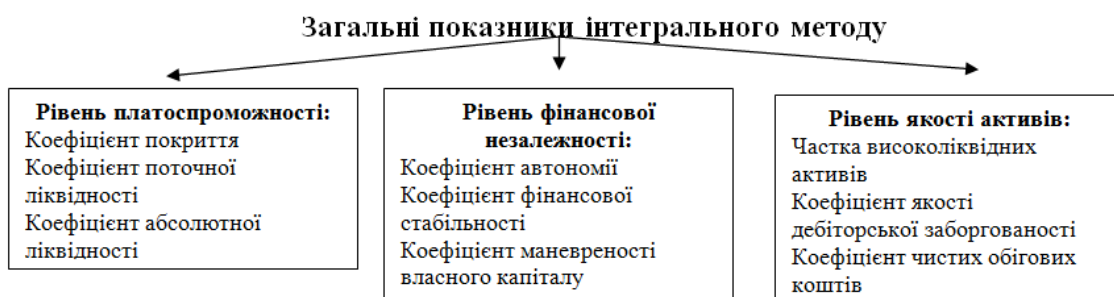 Загальні показники інтегрального методу
Рівень платоспроможності:
Коефіцієнт покриття
Коефіцієнт поточної
ліквідності
Коефіцієнт абсолютної
ліквідності
Рівень фінансової
незалежності:
Коефіцієнт автономії
Коефіцієнт фінансової
стабільності
Коефіцієнт маневреності
власного капіталу
Рівень якості активів:
Частка високоліквідних
активів
Коефіцієнт якості
дебіторської заборгованості
Коефіцієнт чистих обігових
коштів